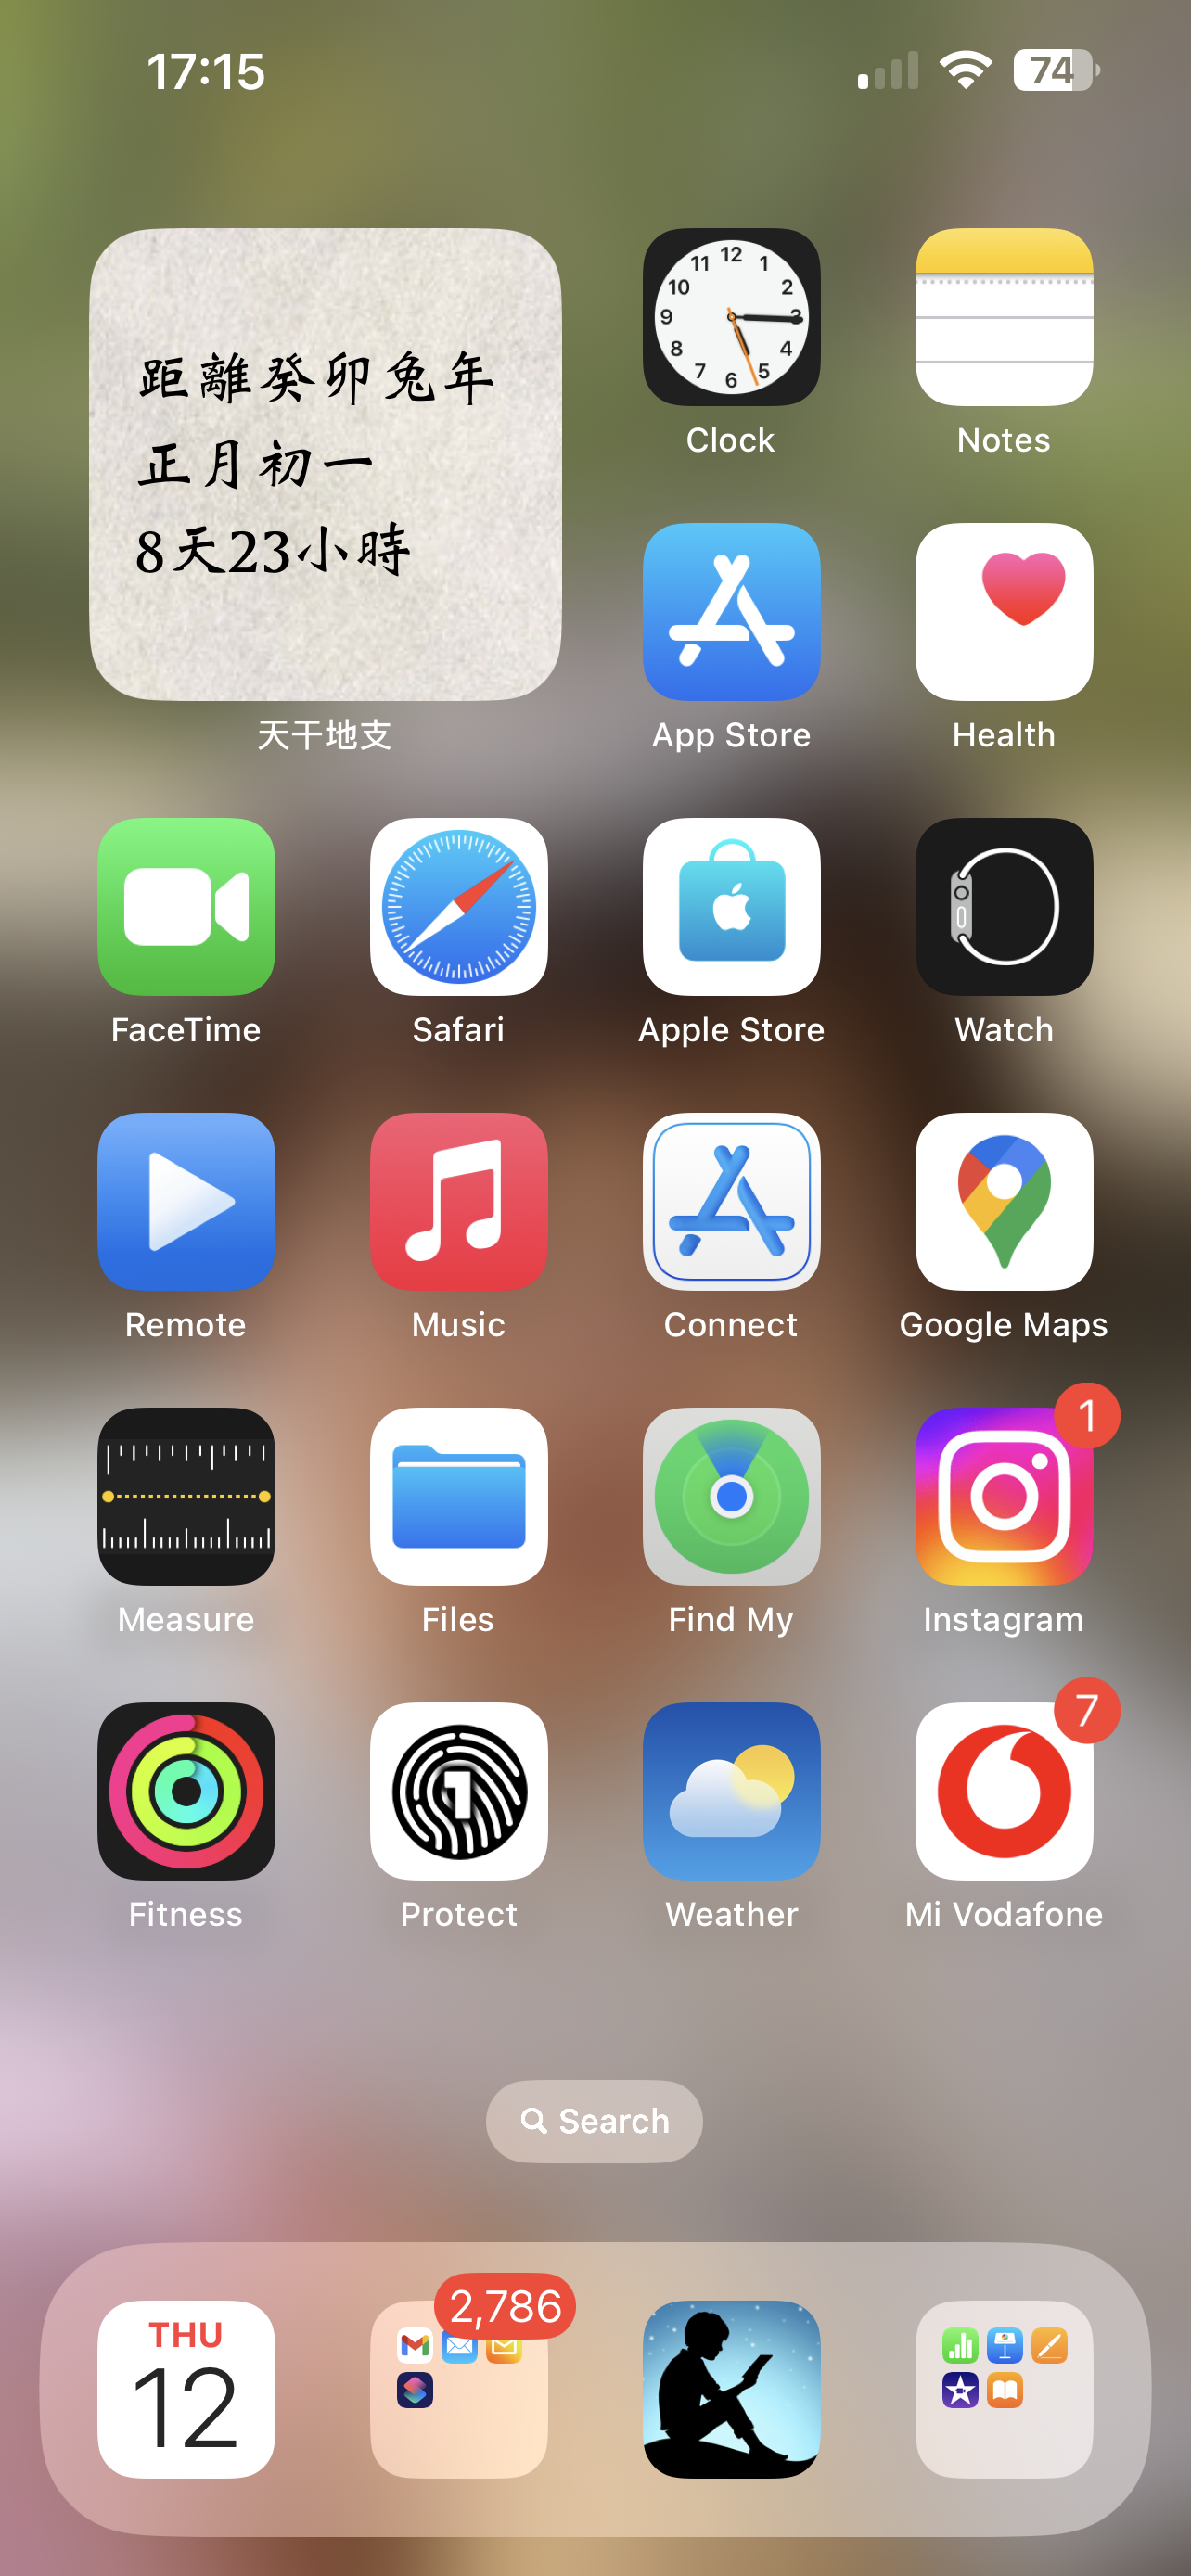 17:15
74
距離癸卯兔年
正月初一
8天23小時
天干地支
12
1
2
3
4
5
6
7
8
9
10
11
Clock
Notes
App Store
Health
FaceTime
Safari
Apple Store
Watch
Remote
Music
Connect
Google Maps
1
Measure
Files
Find My
Instagram
7
1
Fitness
Protect
Weather
Mi Vodafone
Search
2,786
THU
12